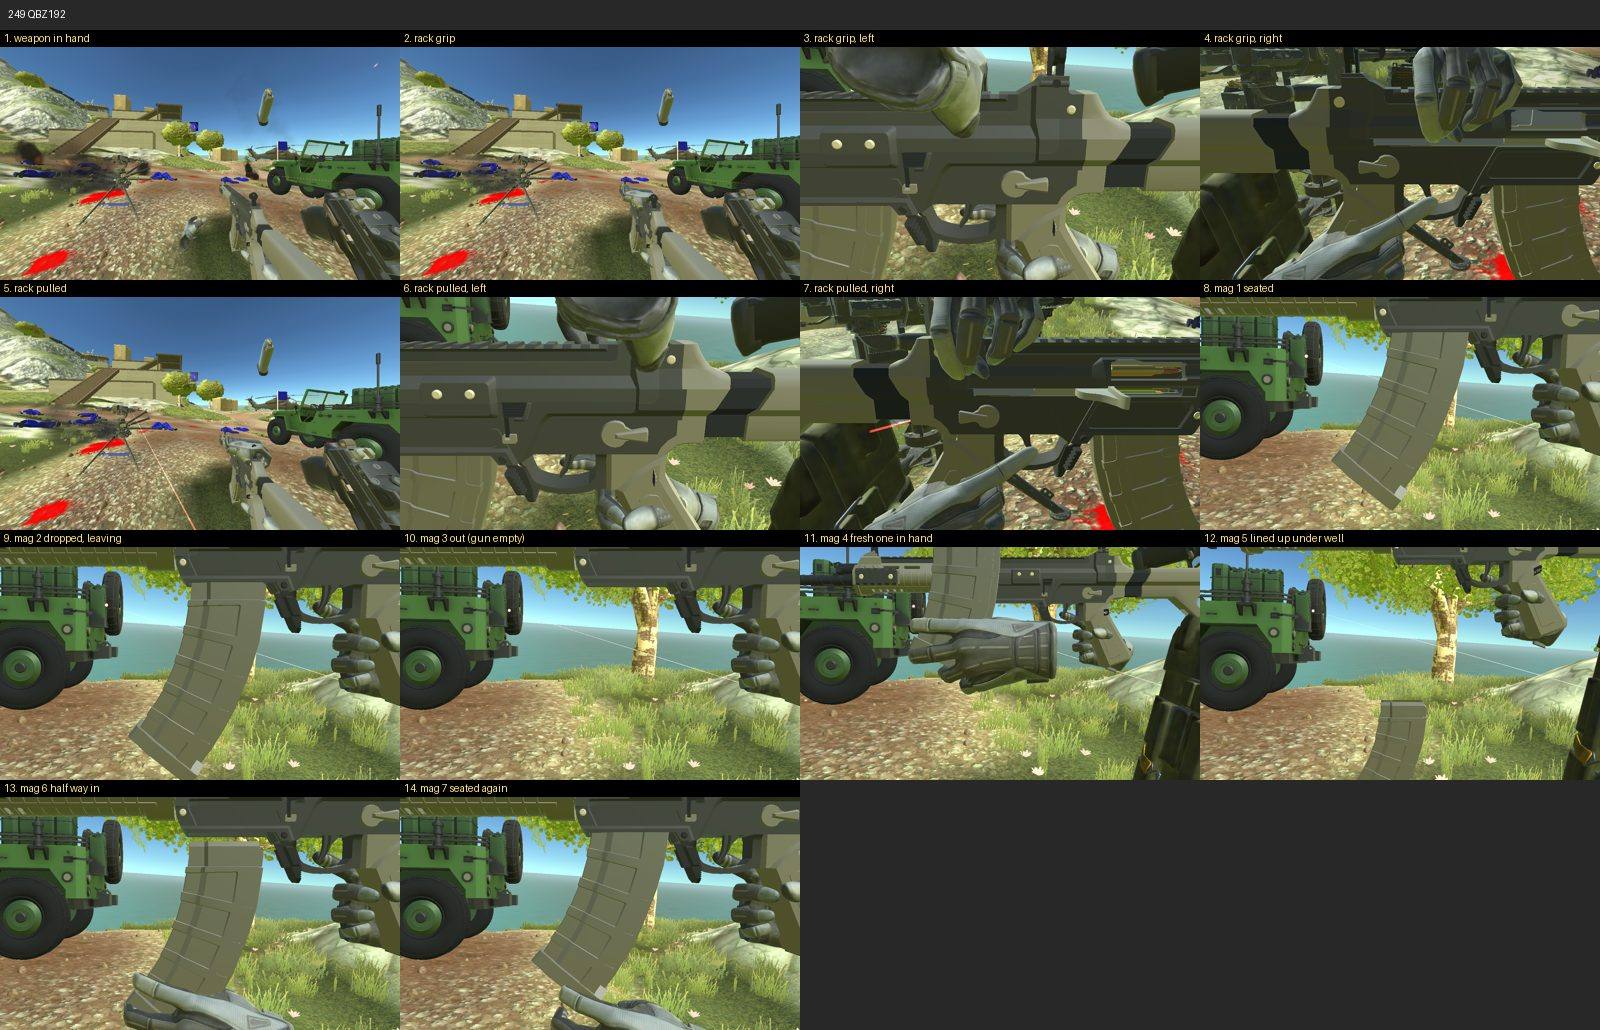 249 QBZ192
1. weapon in hand
2. rack grip
3. rack grip, left
4. rack grip, right
5. rack pulled
6. rack pulled, left
7. rack pulled, right
8. mag 1 seated
9. mag 2 dropped, leaving
10. mag 3 out (gun empty)
11. mag 4 fresh one in hand
12. mag 5 lined up under well
13. mag 6 half way in
14. mag 7 seated again